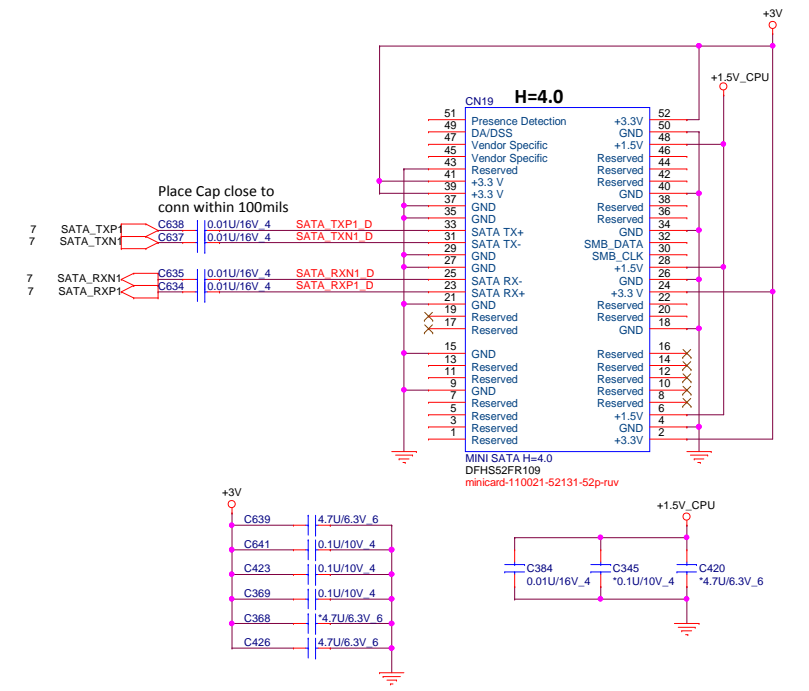 +3V
+1.5V_CPU
CN19 H=4.0
51 Presence Detection +3.3V 52
49 DA/DSS GND 50
47 Vendor Specific +1.5V 48
45 Vendor Specific Reserved 46
43 Reserved Reserved 44
41 +3.3 V Reserved 42
39 +3.3 V GND 40
37 GND Reserved 38
35 GND Reserved 36
33 SATA TX+ GND 34
31 SATA TX- SMB_DATA 32
29 GND SMB_CLK 30
27 GND +1.5V 28
25 SATA RX- GND 26
23 SATA RX+ +3.3 V 24
21 GND Reserved 22
19 Reserved Reserved 20
17 Reserved GND 18
15 GND Reserved 16
13 Reserved Reserved 14
11 Reserved Reserved 12
9 GND Reserved 10
7 Reserved Reserved 8
5 Reserved +1.5V 6
3 Reserved GND 4
1 Reserved +3.3V 2
MINI SATA H=4.0
DFHS52FR109
minicard-110021-52131-52p-ruv
Place Cap close to
conn within 100mils
7 SATA_TXP1 C638 0.01U/16V_4 SATA_TXP1_D
7 SATA_TXN1 C637 0.01U/16V_4 SATA_TXN1_D
7 SATA_RXN1 C635 0.01U/16V_4 SATA_RXN1_D
7 SATA_RXP1 C634 0.01U/16V_4 SATA_RXP1_D
+3V
C639 4.7U/6.3V_6
C641 0.1U/10V_4
C423 0.1U/10V_4
C369 0.1U/10V_4
C368 *4.7U/6.3V_6
C426 4.7U/6.3V_6
+1.5V_CPU
C384 C345 C420
0.01U/16V_4 *0.1U/10V_4 *4.7U/6.3V_6